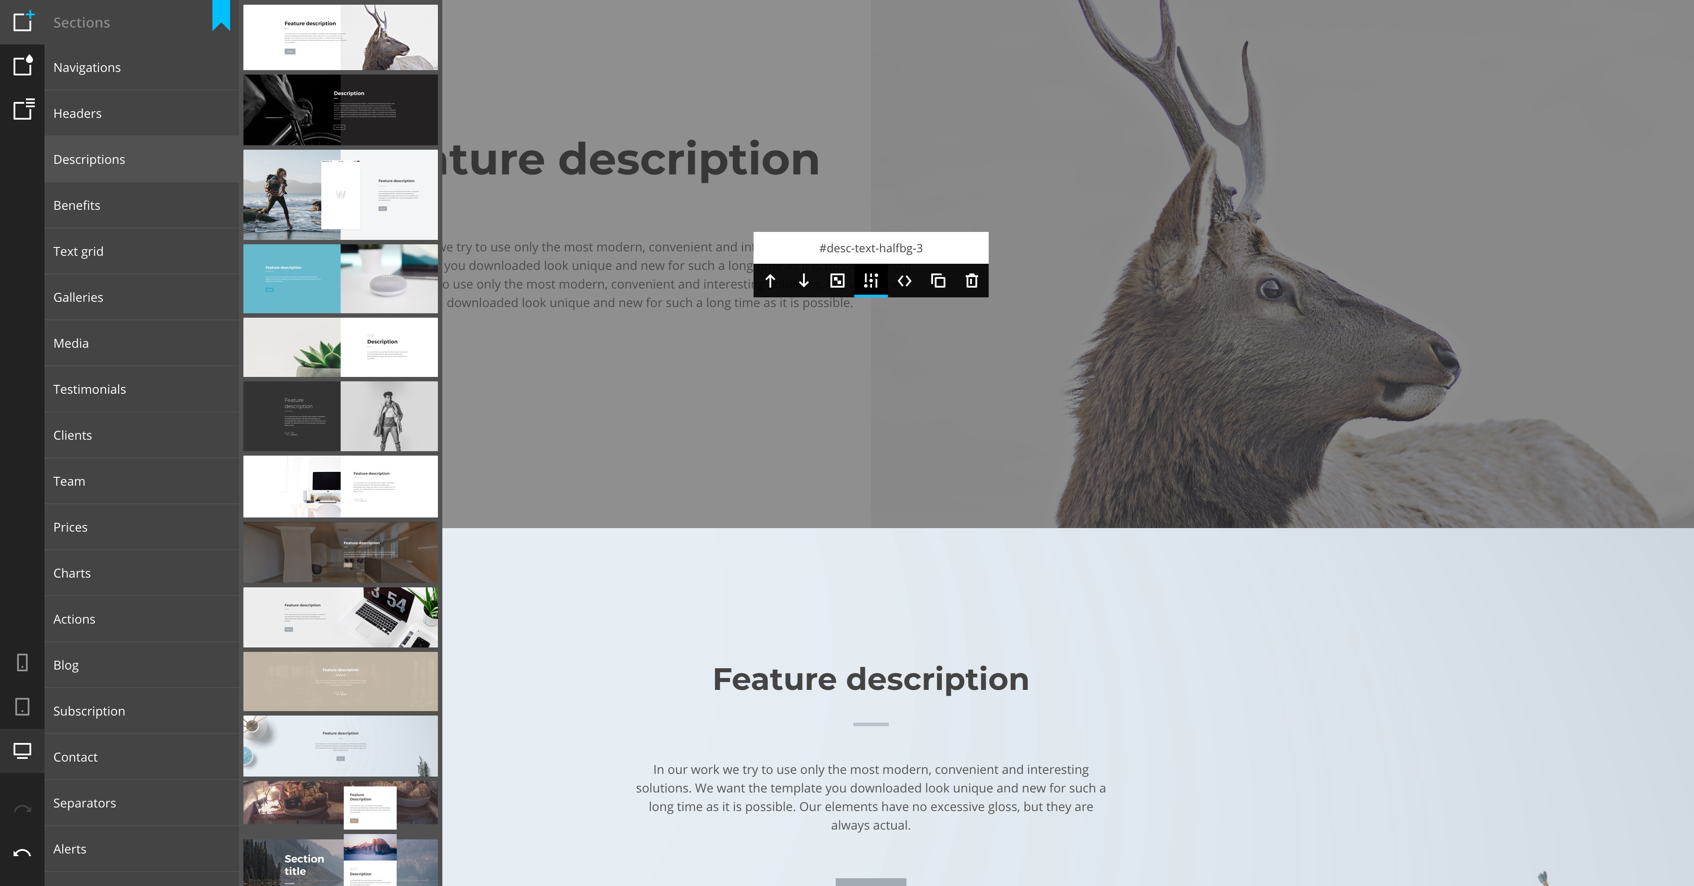 Sections
Navigations
Headers
Descriptions
Benefits
Text grid
Galleries
Media
Testimonials
Clients
Team
Prices
Charts
Actions
Blog
Subscription
Contact
Separators
Alerts
Feature description
Description
Feature description
Feature description
Description
Feature
description
Feature description
Feature description
Feature description
Feature description
Feature description
Feature
Description
Section
title
Description
ture description
we try to use only the most modern, convenient and in
you downloaded look unique and new for such a long
o use only the most modern, convenient and interesting
downloaded look unique and new for such a long time as it is possible.
#desc-text-halfbg-3
Feature description
In our work we try to use only the most modern, convenient and interesting
solutions. We want the template you downloaded look unique and new for such a
long time as it is possible. Our elements have no excessive gloss, but they are
always actual.